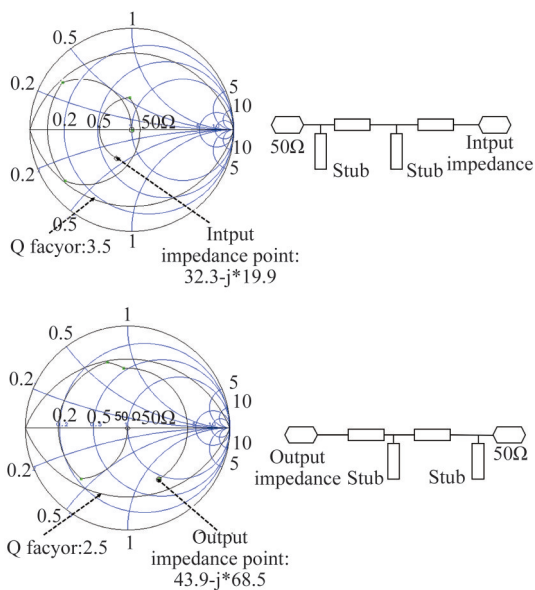 1
0.5
0.2
5
10
0.2 0.5 50Ω
10
5
0.2
0.5
1
Q facyor:3.5
Intput
impedance point:
32.3-j*19.9
50Ω
Stub
Stub
Intput
impedance
1
0.5
0.2
5
10
0.2 0.5 50 Ω 50Ω
10
5
0.2
0.5
1
Q facyor:2.5
Output
impedance point:
43.9-j*68.5
Output
impedance
Stub
Stub
50Ω